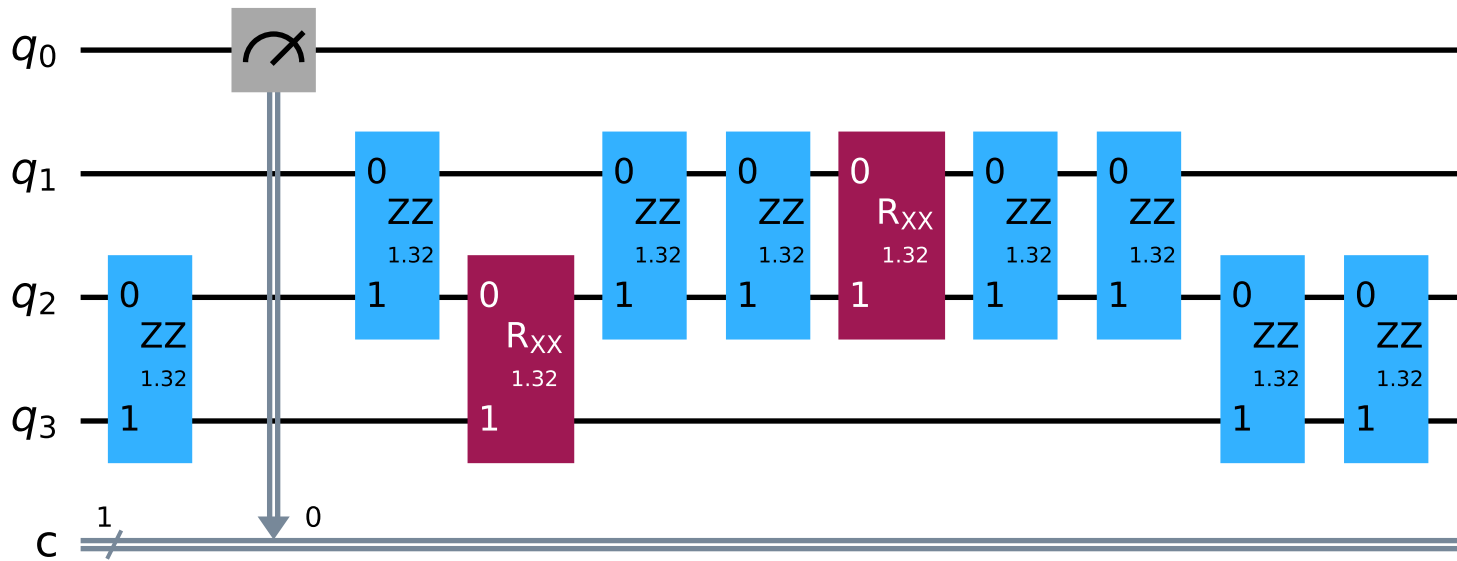 q0
0 0 0 0 0 0
q1
ZZ ZZ ZZ RXX ZZ ZZ
1.32 1.32 1.32 1.32 1.32 1.32
q2
0 1 0 1 1 1 1 1 0 0
ZZ RXX ZZ ZZ
1.32 1.32 1.32 1.32
q3
1 1 1 1
1 0
c